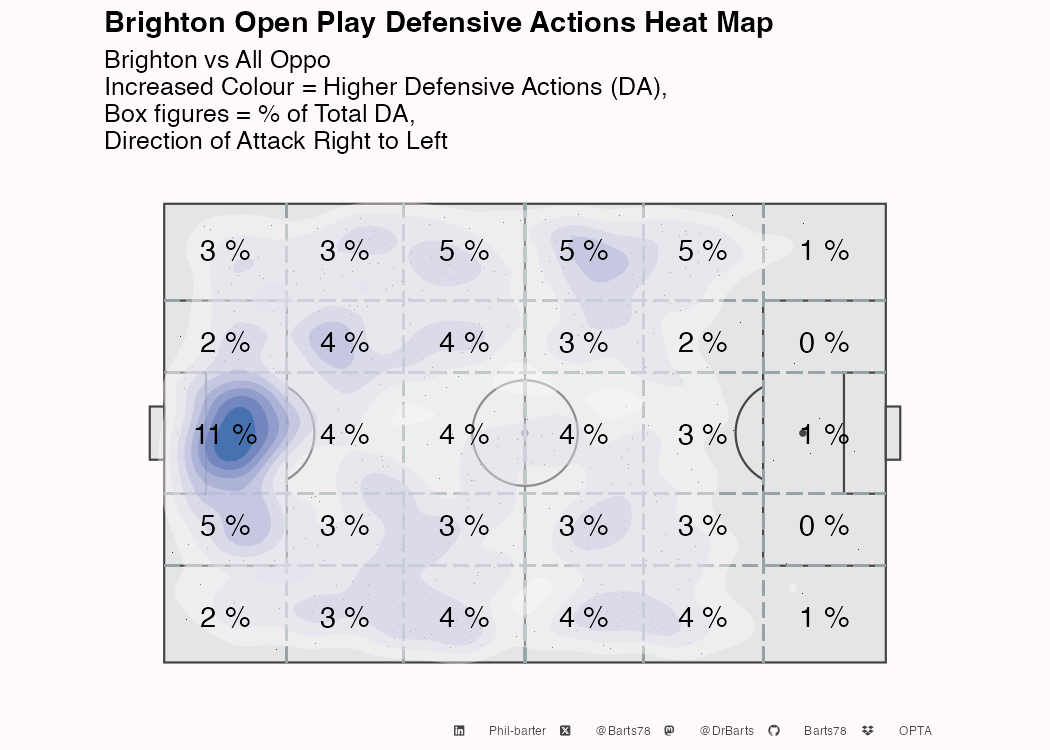 Brighton Open Play Defensive Actions Heat Map
Brighton vs All Oppo
Increased Colour = Higher Defensive Actions (DA),
Box figures = % of Total DA,
Direction of Attack Right to Left
3 % 3 % 5 % 5 % 5 % 1 %
2 % 4 % 4 % 3 % 2 % 0 %
11 % 4 % 4 % 4 % 3 % 1 %
5 % 3 % 3 % 3 % 3 % 0 %
2 % 3 % 4 % 4 % 4 % 1 %
Phil-barter @Barts78 @DrBarts Barts78 OPTA